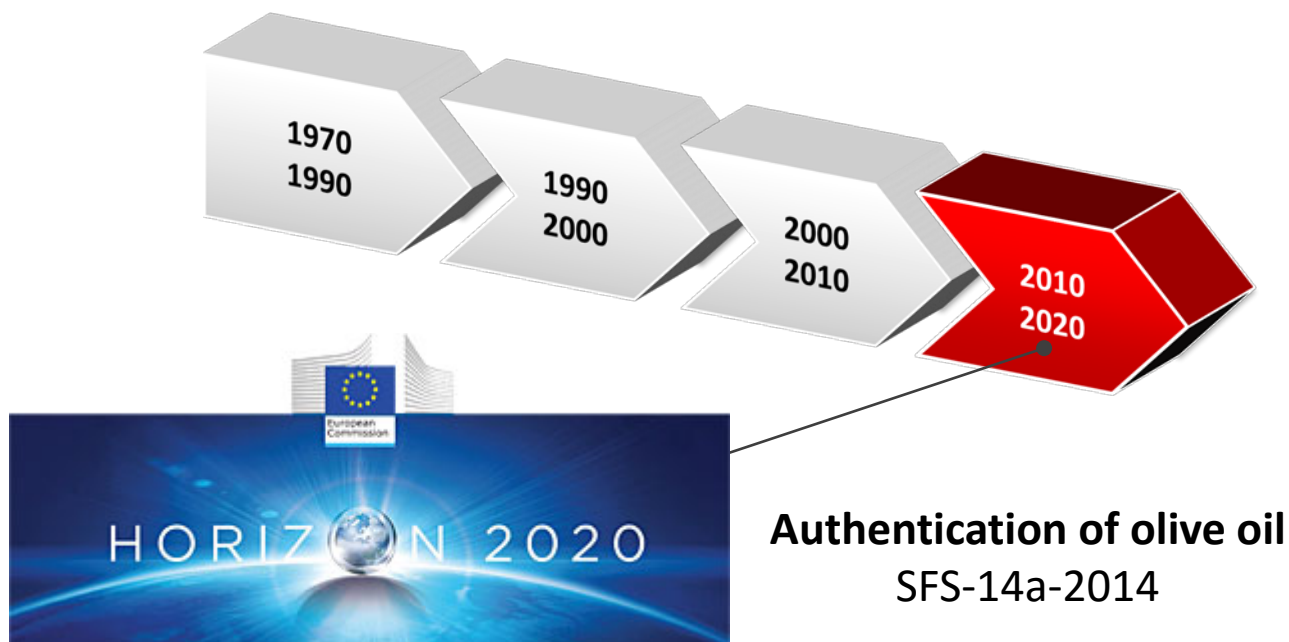 1970
1990
1990
2000
2000
2010
2010
2020
European
Commission
HORIZON 2020
Authentication of olive oil
SFS-14a-2014